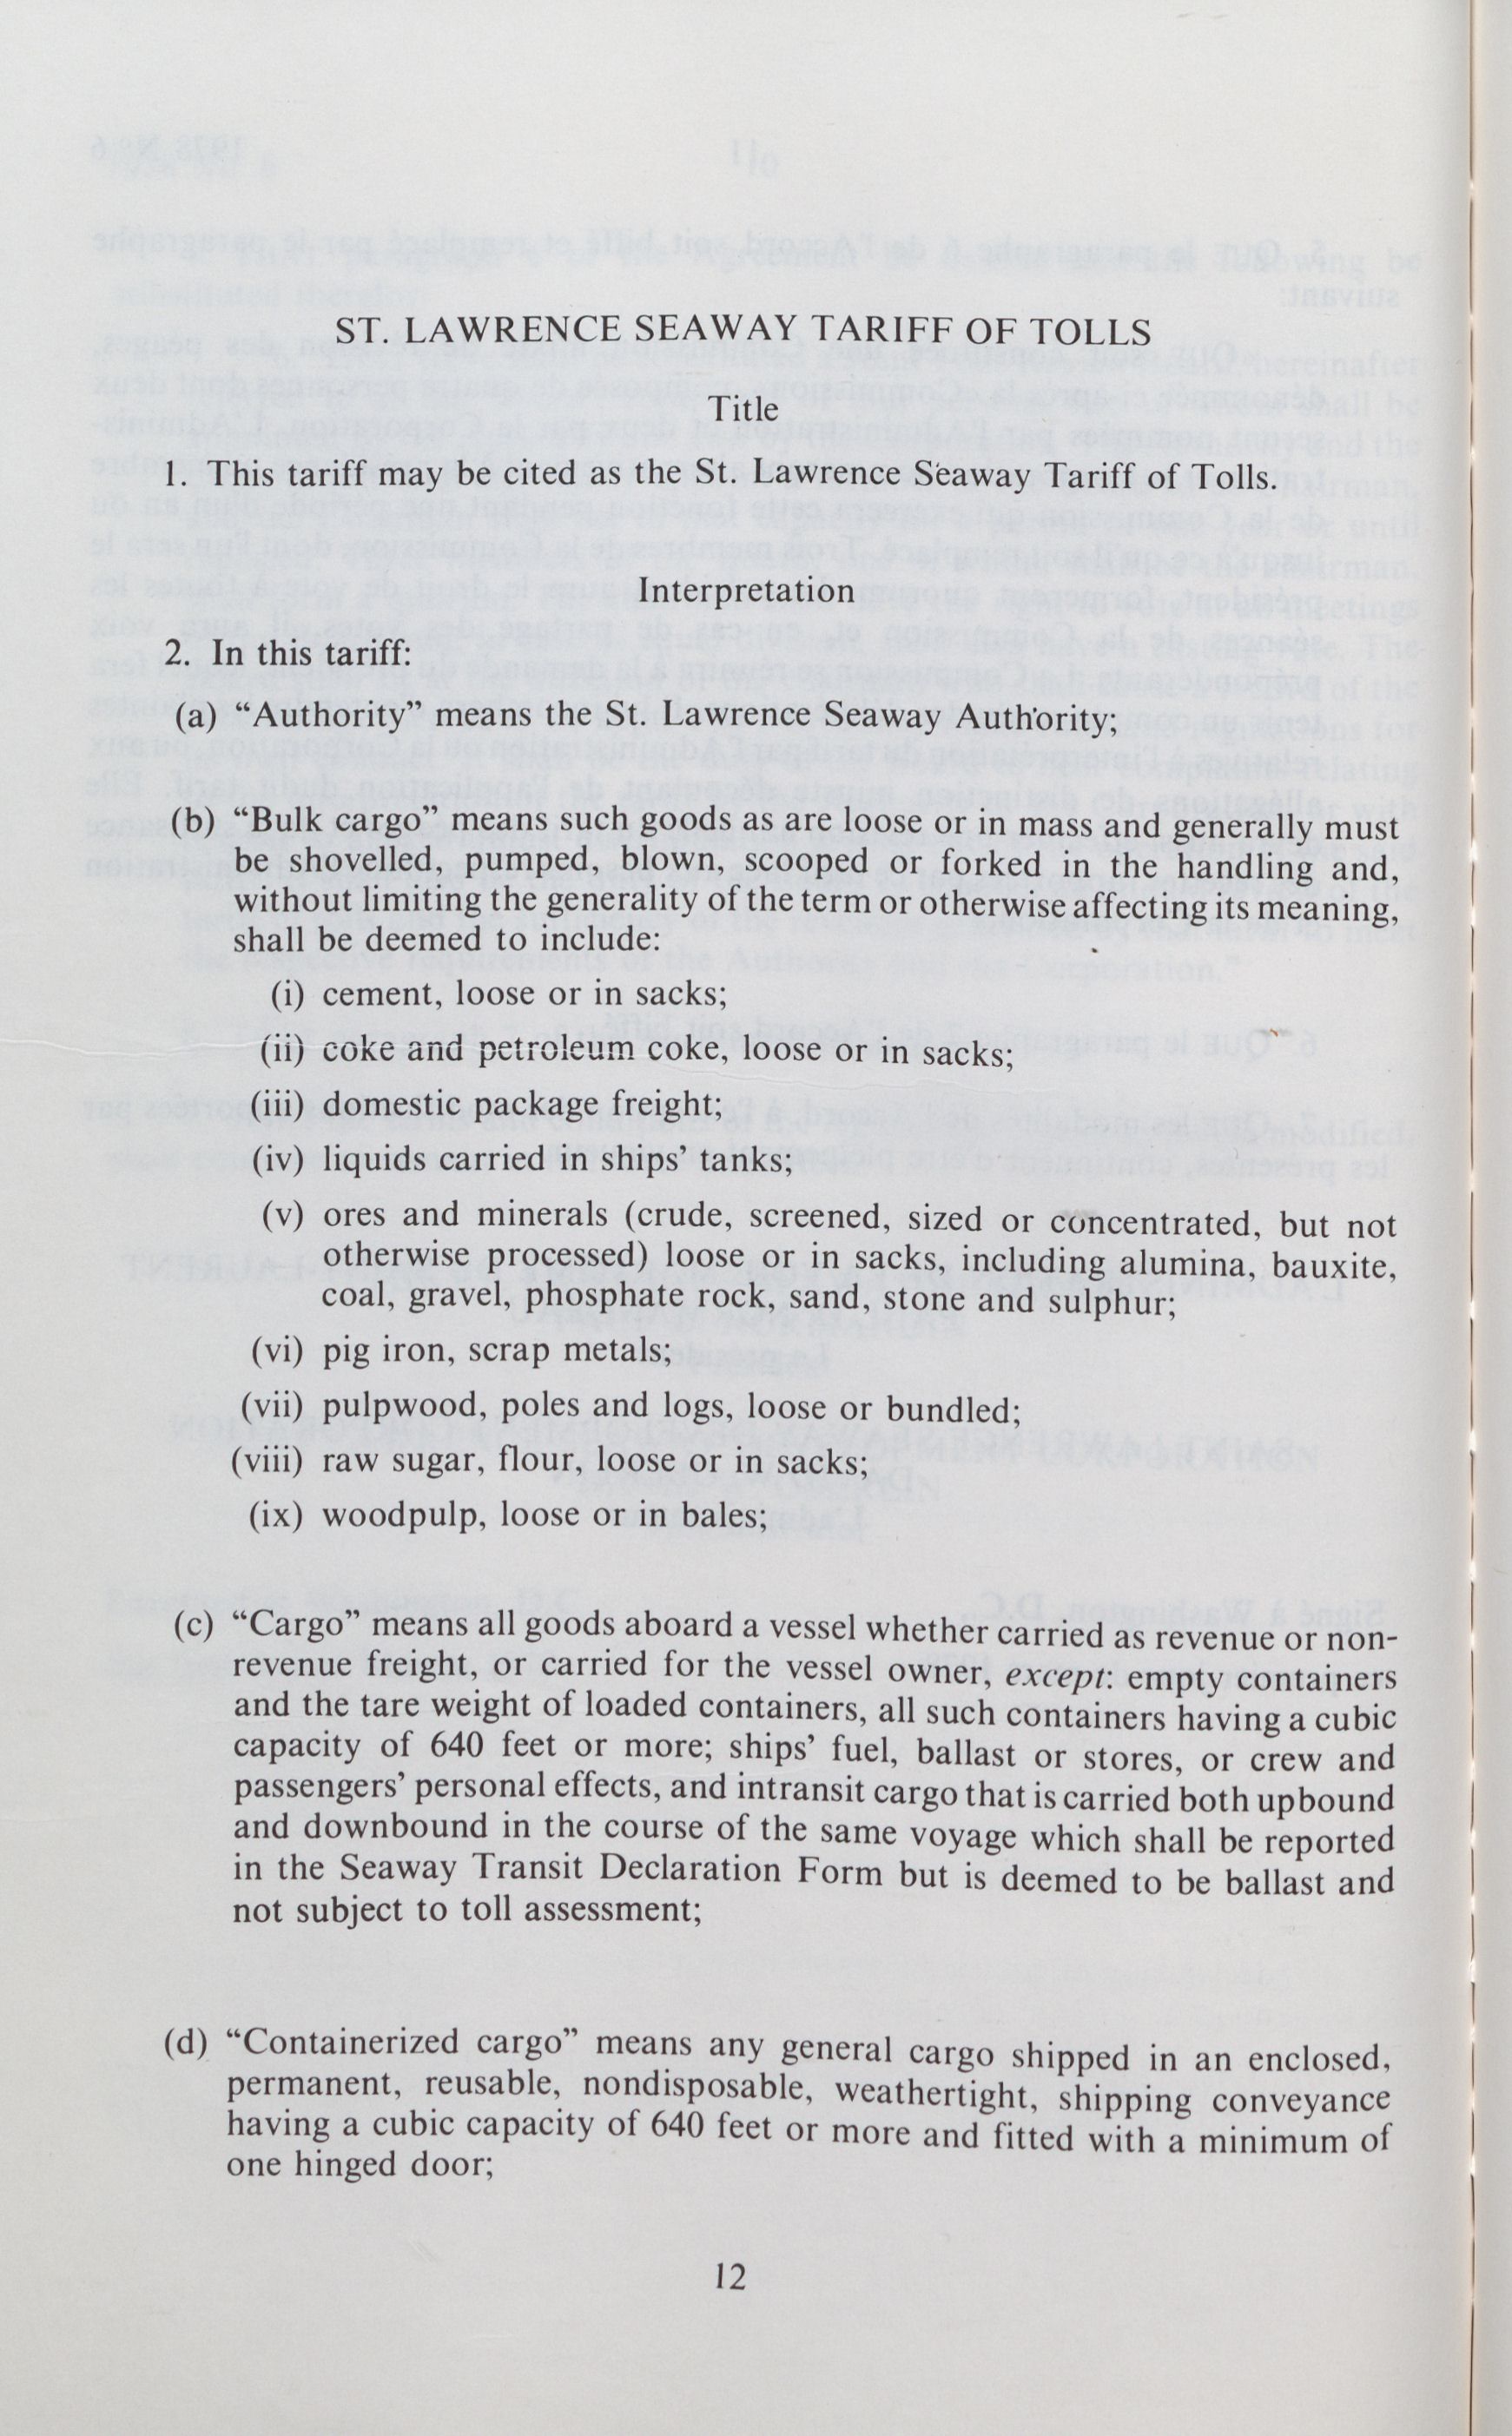 ST. LAWRENCE SEAWAY TARIFF OF TOLLS
Title
1. This tariff may be cited as the St. Lawrence Seaway Tariff of Tolls.
Interpretation
2. In this tariff:
(a) “Authority” means the St. Lawrence Seaway Authority;
(b) “Bulk cargo” means such goods as are loose or in mass and generally must
be shovelled, pumped, blown, scooped or forked in the handling and,
without limiting the generality of the term or otherwise affecting its meaning,
shall be deemed to include:
(i) cement, loose or in sacks;
(ii) coke and petroleum coke, loose or in sacks;
(iii) domestic package freight;
(iv) liquids carried in ships’ tanks;
(v) ores and minerals (crude, screened, sized or concentrated, but not
otherwise processed) loose or in sacks, including alumina, bauxite,
coal, gravel, phosphate rock, sand, stone and sulphur;
(vi) pig iron, scrap metals;
(vii) pulpwood, poles and logs, loose or bundled;
(viii) raw sugar, flour, loose or in sacks;
(ix) woodpulp, loose or in bales;
(c) “Cargo” means all goods aboard a vessel whether carried as revenue or non-
revenue freight, or carried for the vessel owner, except: empty containers
and the tare weight of loaded containers, all such containers having a cubic
capacity of 640 feet or more; ships’ fuel, ballast or stores, or crew and
passengers’ personal effects, and intransit cargo that is carried both upbound
and downbound in the course of the same voyage which shall be reported
in the Seaway Transit Declaration Form but is deemed to be ballast and
not subject to toll assessment;
(d) “Containerized cargo” means any general cargo shipped in an enclosed,
permanent, reusable, nondisposable, weathertight, shipping conveyance
having a cubic capacity of 640 feet or more and fitted with a minimum of
one hinged door;
12